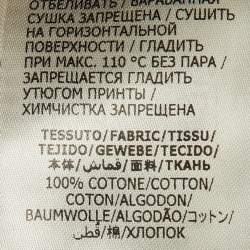 ОТБЕЛИВАТЬ / БАРАБАННАЯ
СУШКА ЗАПРЕЩЕНА / СУШИТЬ
НА ГОРИЗОНТАЛЬНОЙ
ПОВЕРХНОСТИ / ГЛАДИТЬ
ПРИ МАКС. 110 °C БЕЗ ПАРА /
ЗАПРЕЩАЕТСЯ ГЛАДИТЬ
УТЮГОМ ПРИНТЫ /
ХИМЧИСТКА ЗАПРЕЩЕНА
TESSUTO/FABRIC/TISSU/
TEJIDO/GEWEBE/TECIDO/
本体/قماش/面料/ТКАНЬ
100% COTONE/COTTON/
COTON/ALGODON/
BAUMWOLLE/ALGODÃO/コットン/
قطن/棉/ХЛОПОК